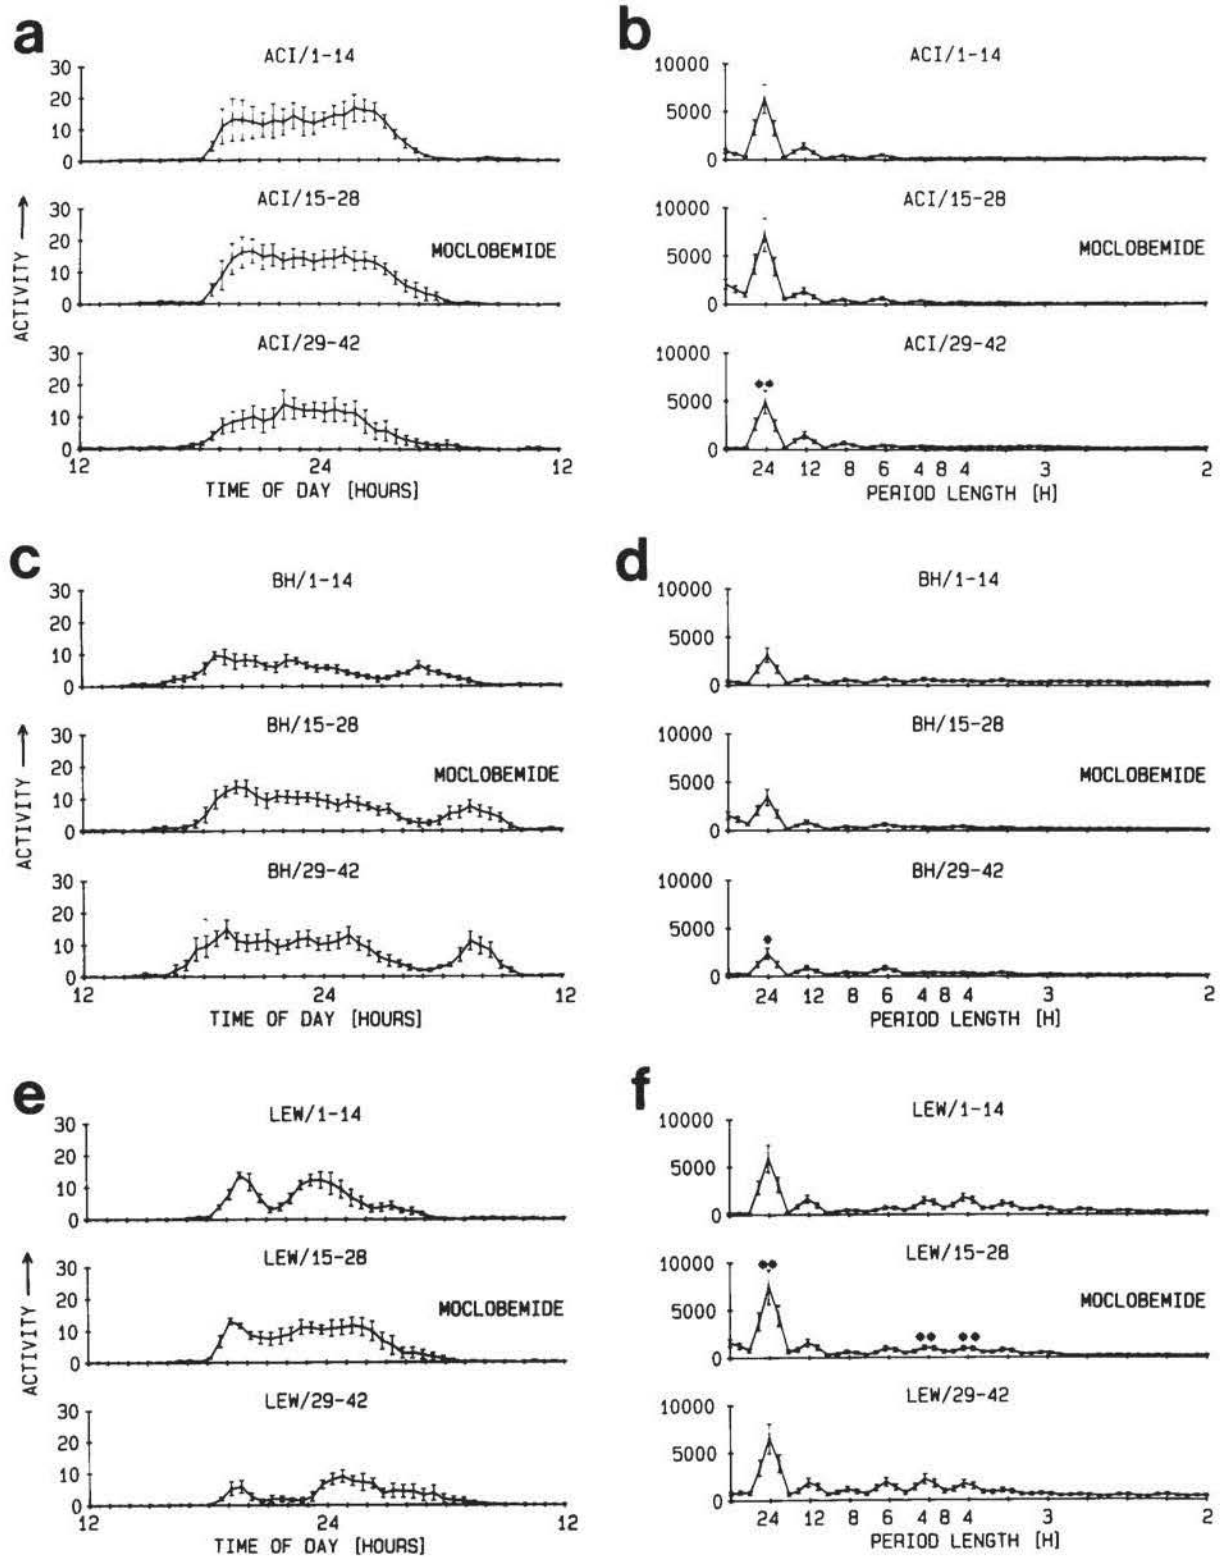 a
ACI/1-14
30
20
10
0
ACI/15-28
30
20
10
0
MOCLOBEMIDE
ACI/29-42
30
20
10
0
ACTIVITY →
12 24 12
TIME OF DAY [HOURS]
b
ACI/1-14
10000
5000
0
ACI/15-28
10000
5000
0
MOCLOBEMIDE
ACI/29-42
10000
5000
0
24 12 8 6 4 8 4 3 2
PERIOD LENGTH [H]
c
BH/1-14
30
20
10
0
BH/15-28
30
20
10
0
MOCLOBEMIDE
BH/29-42
30
20
10
0
ACTIVITY →
12 24 12
TIME OF DAY [HOURS]
d
BH/1-14
10000
5000
0
BH/15-28
10000
5000
0
MOCLOBEMIDE
BH/29-42
10000
5000
0
24 12 8 6 4 8 4 3 2
PERIOD LENGTH [H]
e
LEW/1-14
30
20
10
0
LEW/15-28
30
20
10
0
MOCLOBEMIDE
LEW/29-42
30
20
10
0
ACTIVITY →
12 24 12
TIME OF DAY [HOURS]
f
LEW/1-14
10000
5000
0
LEW/15-28
10000
5000
0
MOCLOBEMIDE
LEW/29-42
10000
5000
0
24 12 8 6 4 8 4 3 2
PERIOD LENGTH [H]